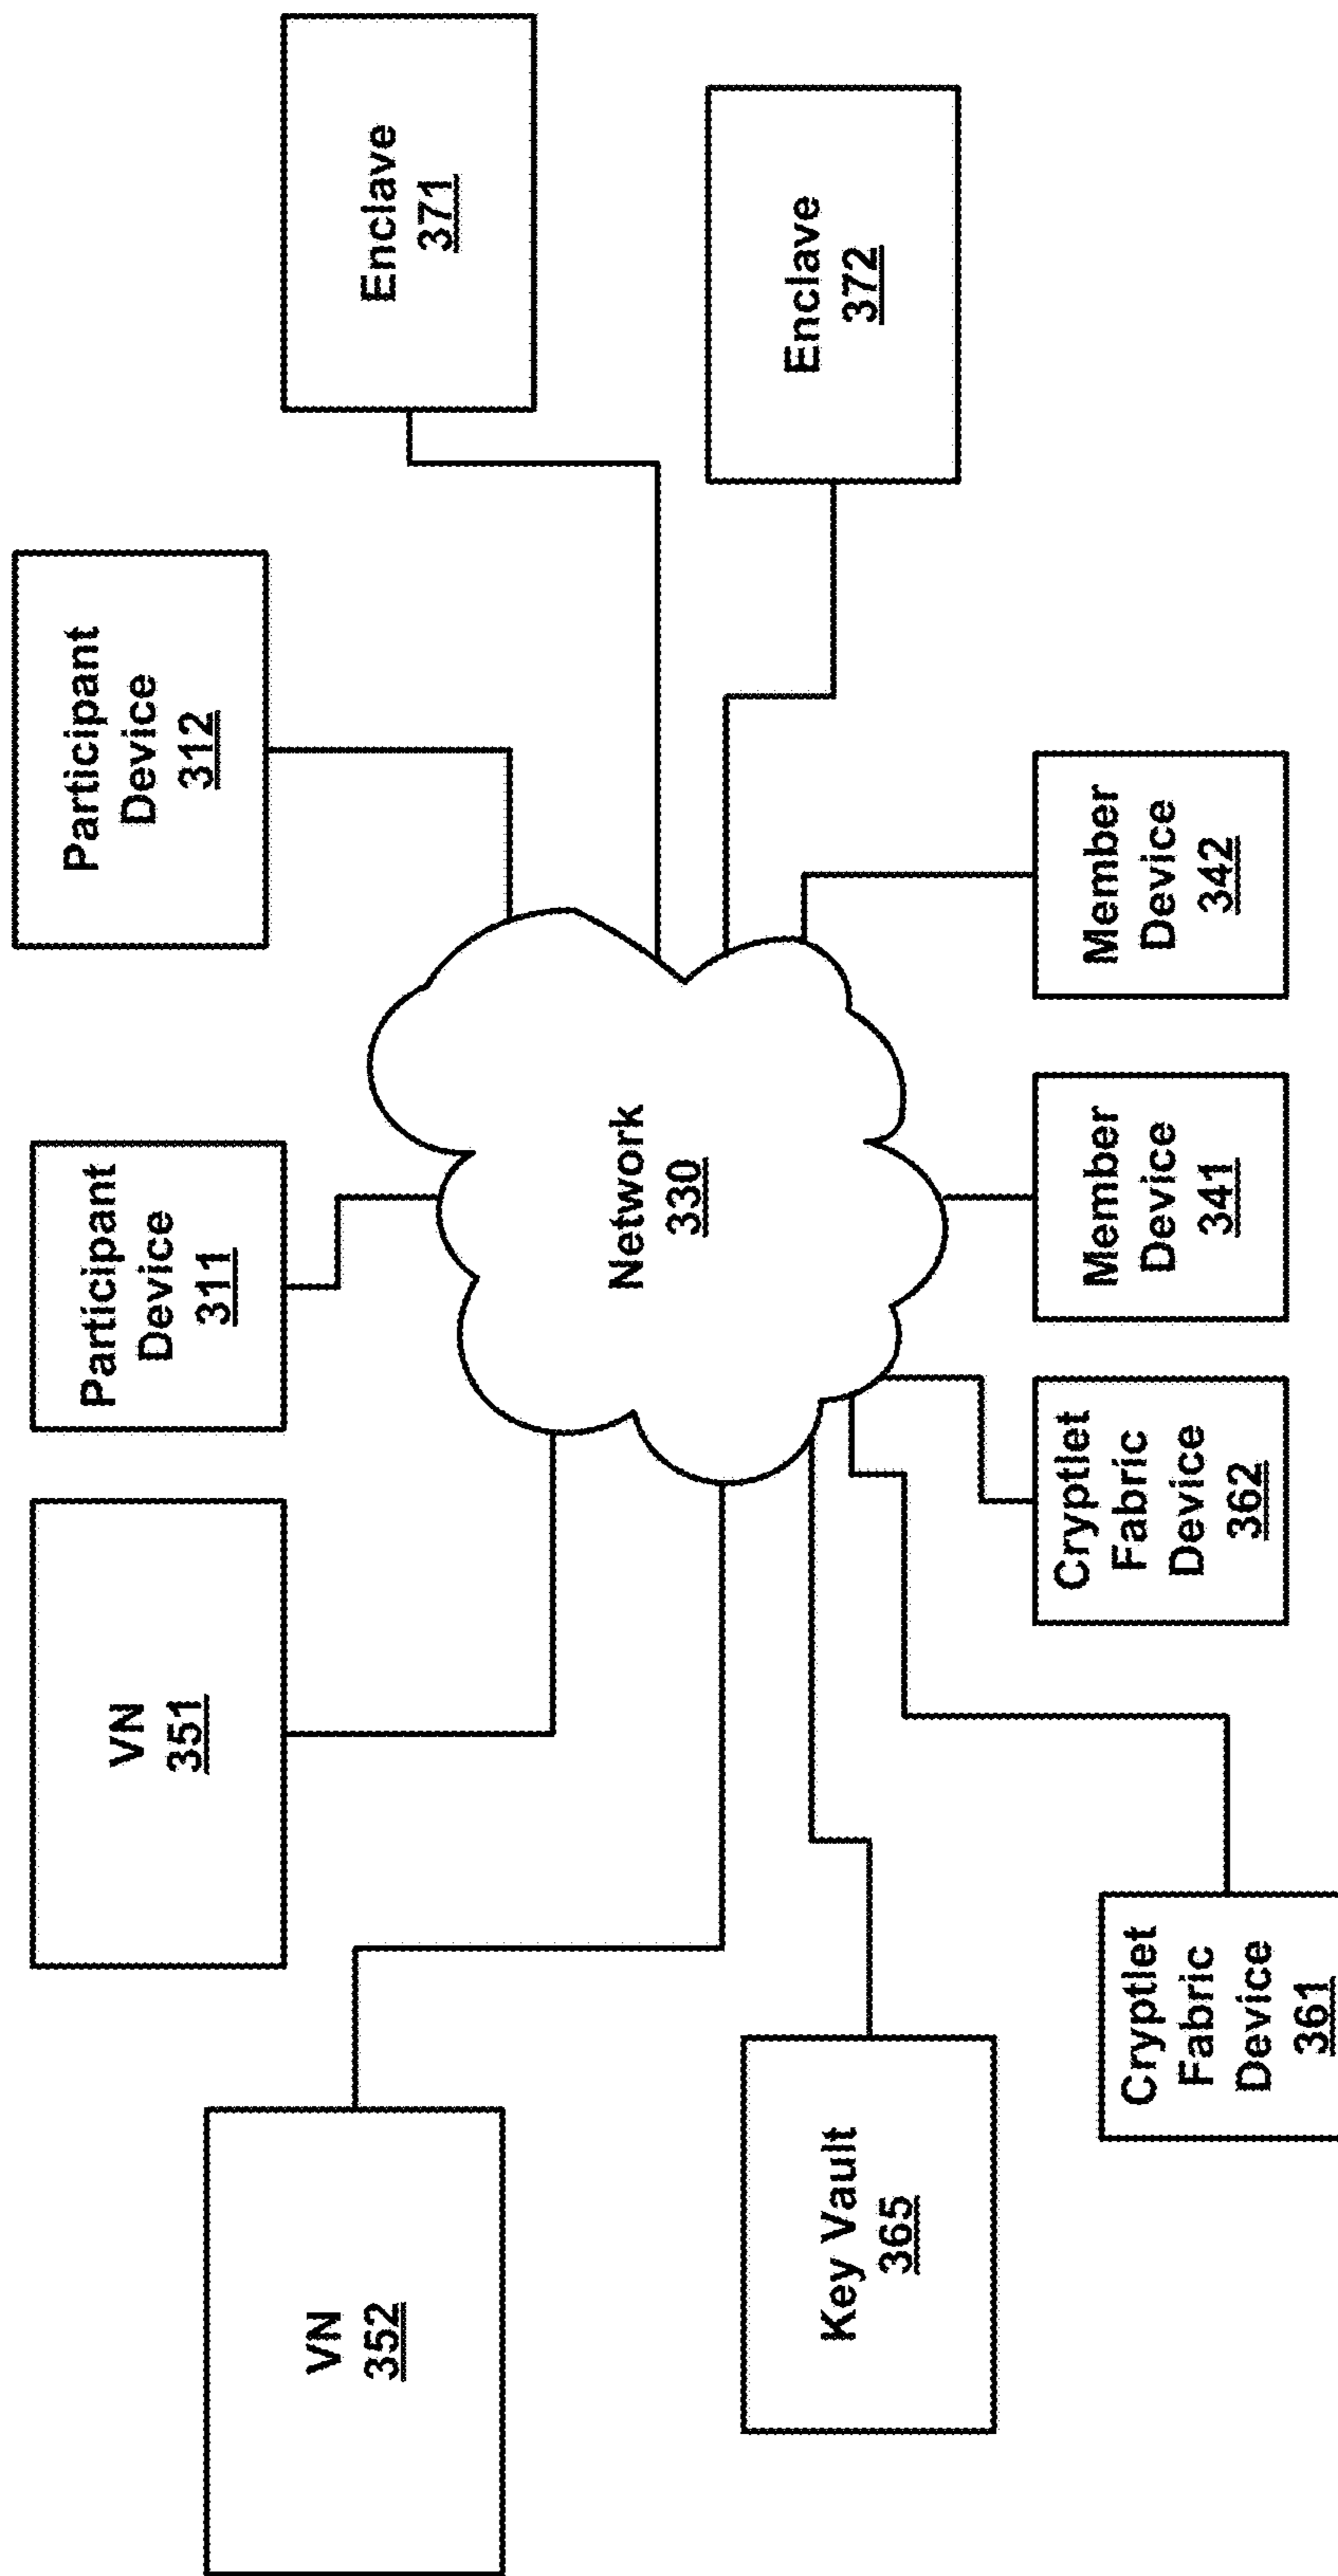 VN
352
VN
351
Participant
Device
311
Participant
Device
312
Enclave
371
Network
330
Key Vault
365
Enclave
372
Cryptlet
Fabric
Device
361
Cryptlet
Fabric
Device
362
Member
Device
341
Member
Device
342